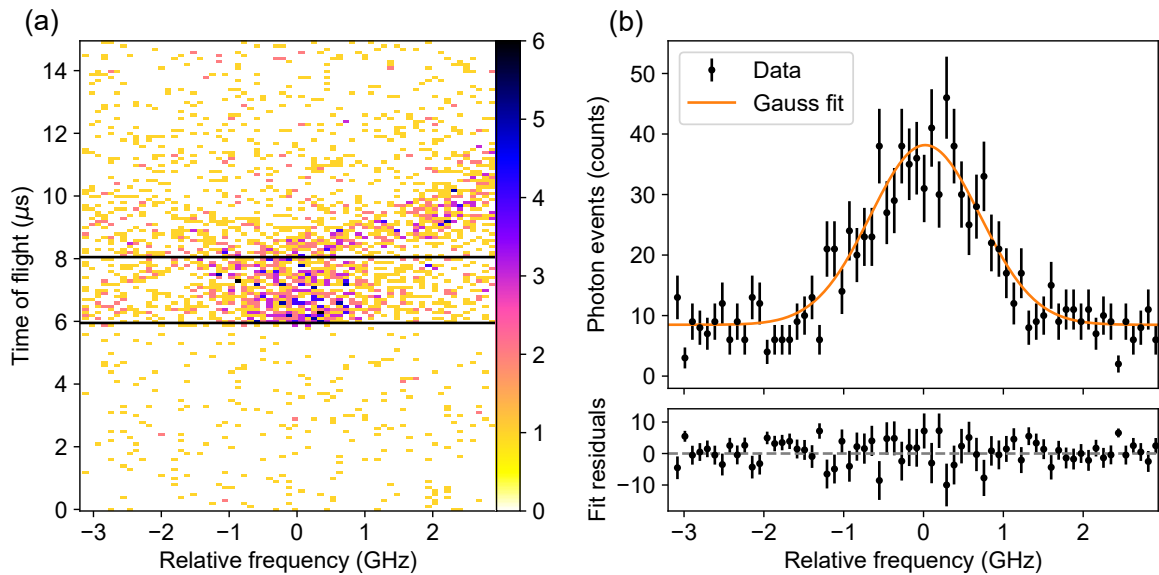 (a)
Time of flight (μs)
14
12
10
8
6
4
2
0
−3 −2 −1 0 1 2
Relative frequency (GHz)
6
5
4
3
2
1
0
(b)
Photon events (counts)
50
40
30
20
10
0
Data
Gauss fit
Fit residuals
10
0
−10
−3 −2 −1 0 1 2
Relative frequency (GHz)